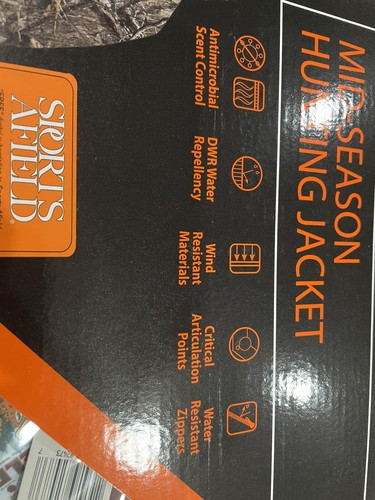 MID-SEASON
HUNTING JACKET
Antimicrobial
Scent Control
DWR Water
Repellency
Wind
Resistant
Materials
Critical
Articulation
Points
Water
Resistant
Zippers
SPORTS
AFIELD